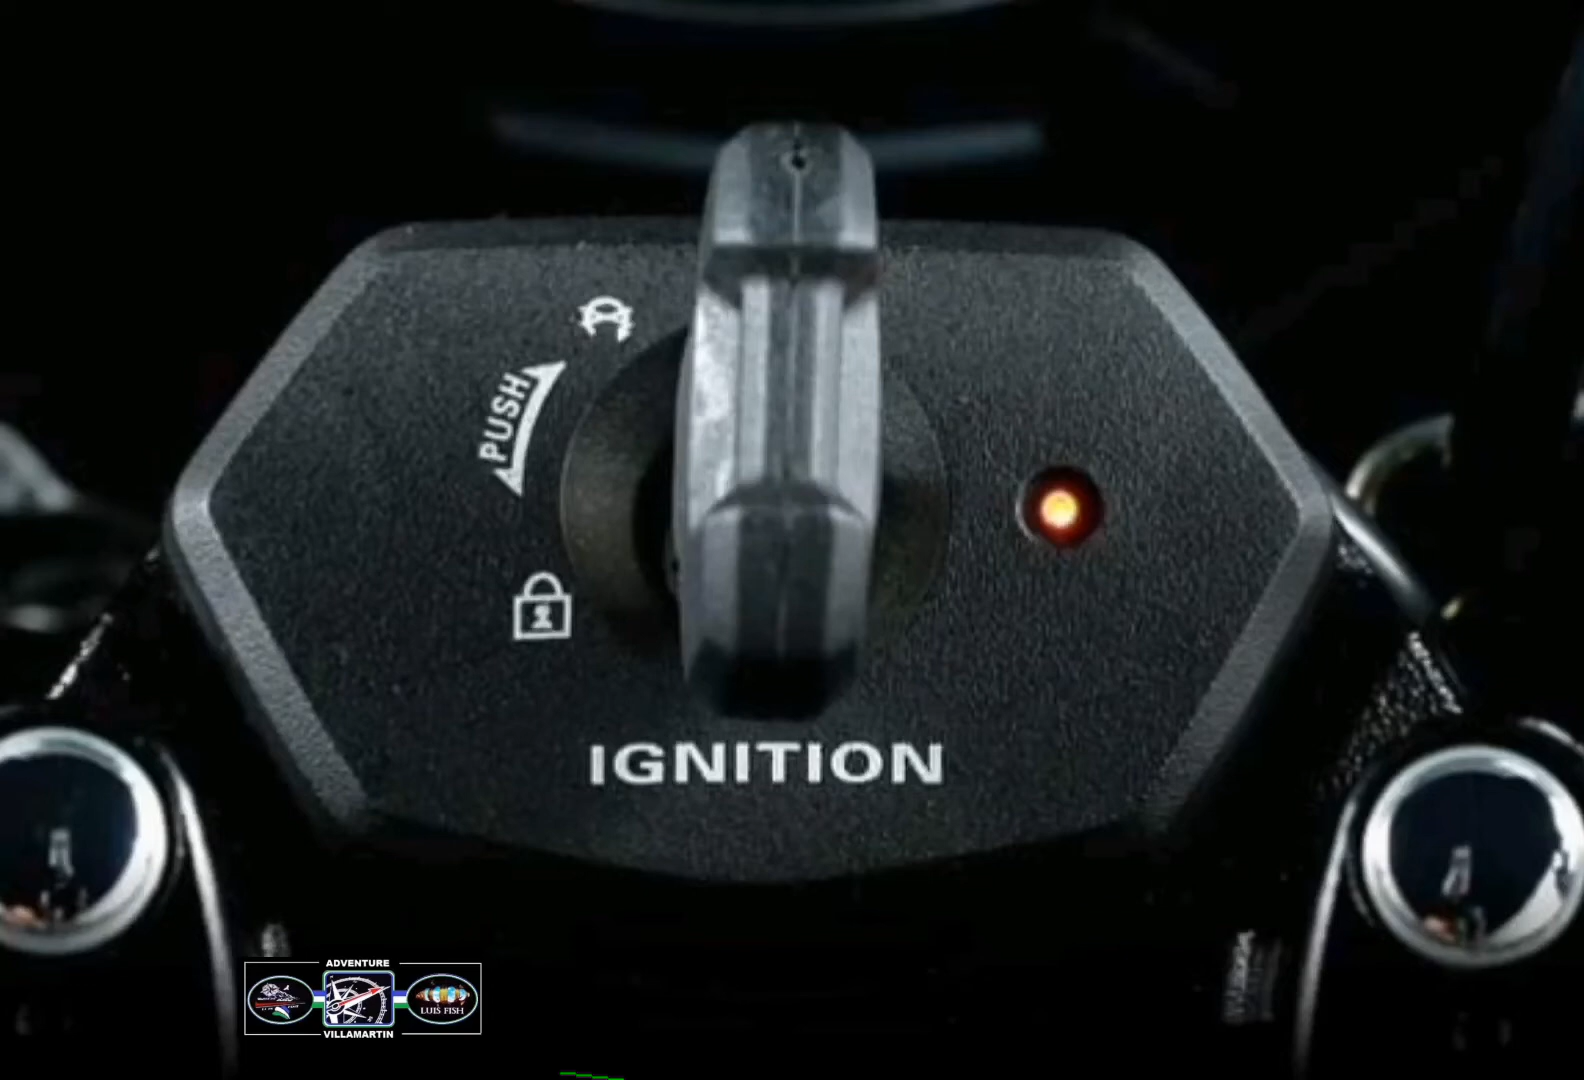 PUSH
IGNITION
ADVENTURE
LUIS FISH
VILLAMARTIN